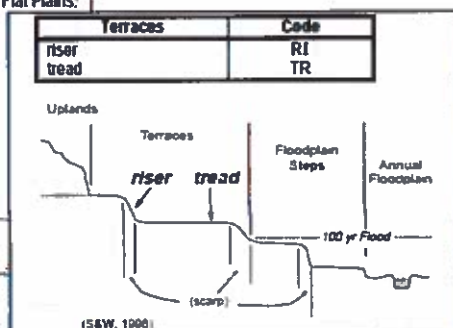 Flat Plains:
Terraces Code
riser RI
tread TR
Uplands
Terraces
Floodplain
Steps
Annual
Floodplain
riser tread
100 yr Flood
(scarp)
(S&W, 1996)